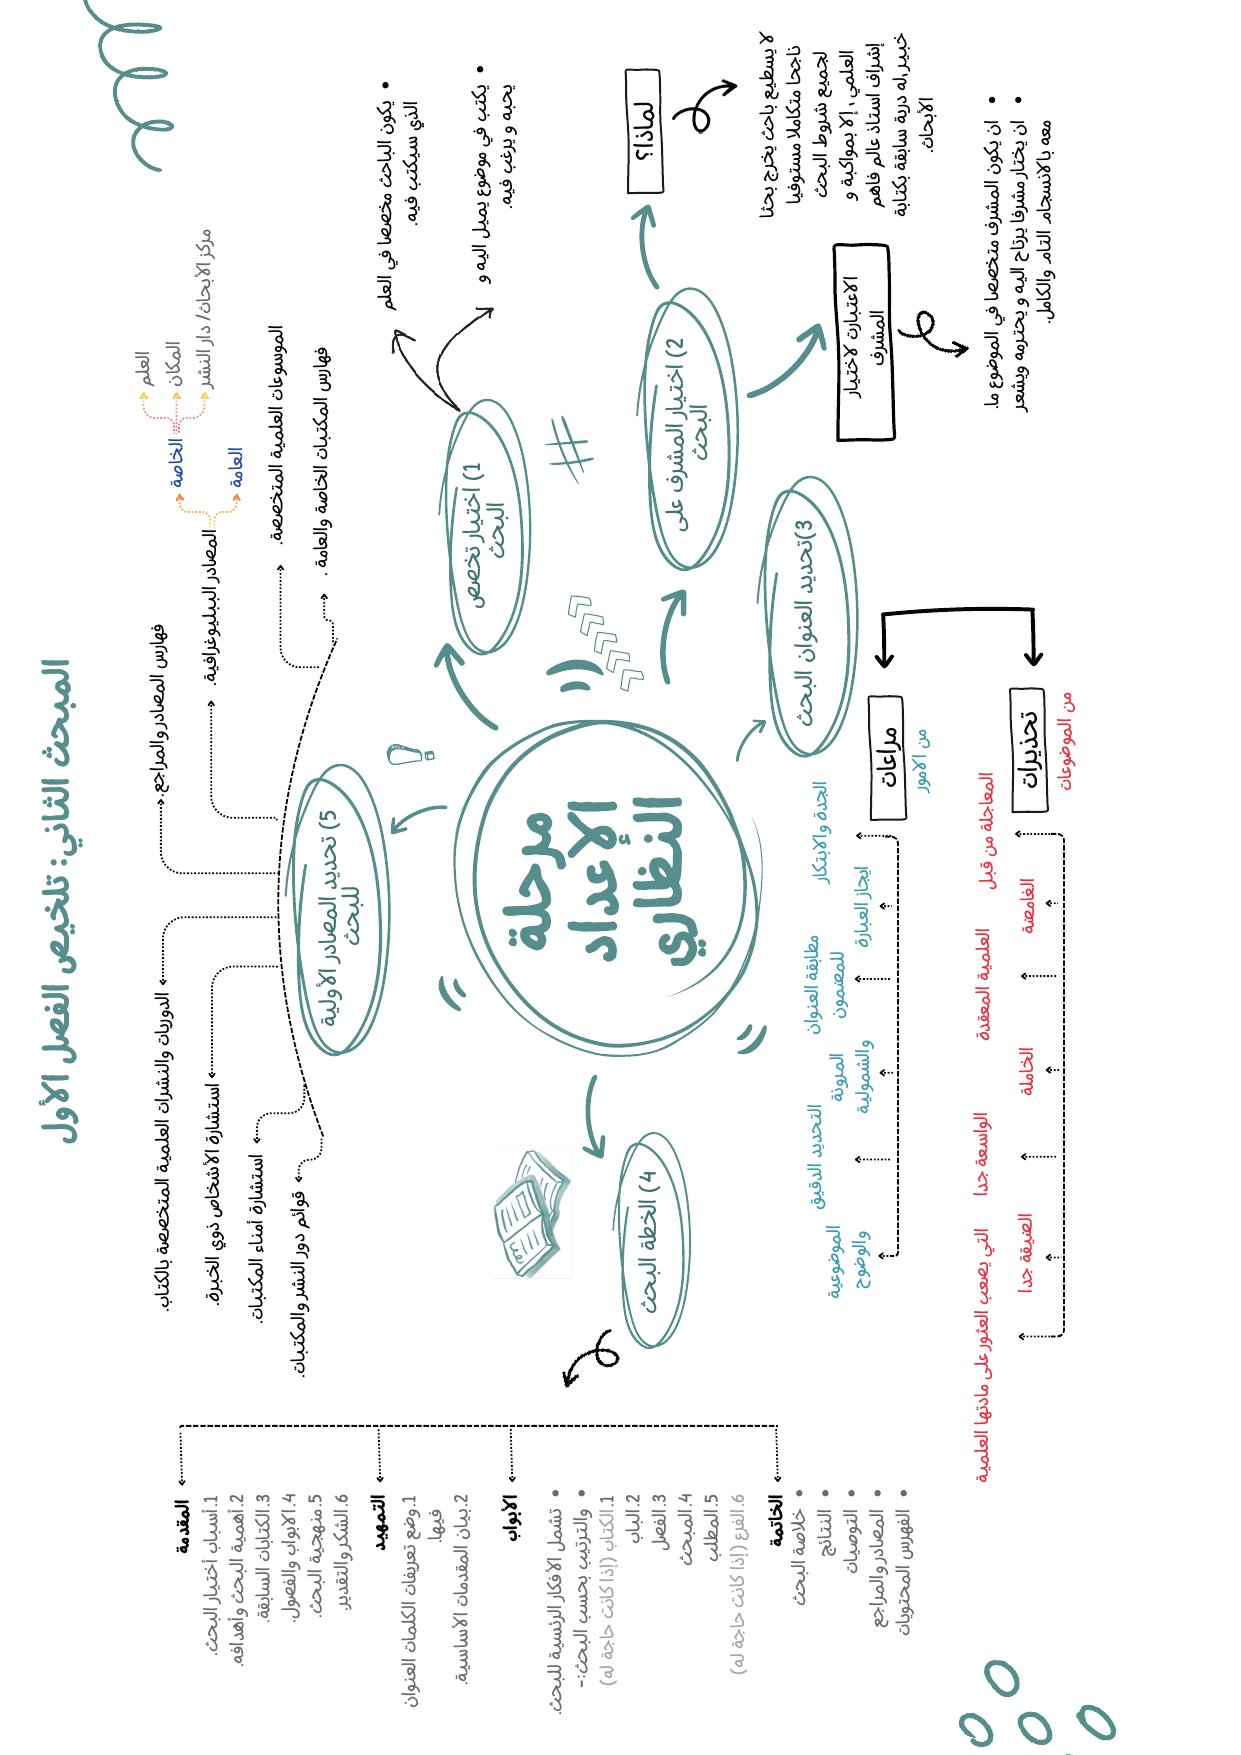 المبحث الثاني: تلخيص الفصل الأول
مرحلة
الأعداد
النظاري
1) اختيار تخصص
البحث
يكون الباحث مخصصا في العلم
الذي سيكتب فيه.
يكتب في موضوع يميل اليه و
يحبه و يرغب فيه.
2) اختيار المشرف على
البحث
لماذا؟
لا يسطيع باحث يخرج بحثا
ناجحا متكاملا مستوفيا
لجميع شروط البحث
العلمي ، إلا بمواكبة و
إشراف استاذ عالم فاهم
خبير،له دربة سابقة بكتابة
الأبحاث.
الاعتبارت لاختيار
المشرف
ان يكون المشرف متخصصا في الموضوع ما.
ان يختار مشرفا يرتاح اليه و يحترمه ويشعر
معه بالانسجام التام والكامل.
3)تحديد العنوان البحث
مراعات
من الامور
الجدة والابتكار
ايجاز العبارة
مطابقة العنوان
للمضمون
المرونة
والشمولية
التحديد الدقيق
الموضوعية
والوضوح
تحذيرات
من الموضوعات
المعاجلة من قبل
الغامضة
العلمية المعقدة
الخاملة
الواسعة جدا
الضيقة جدا
التي يصعب العثور على مادتها العلمية
4) الخطة البحث
المقدمة
1.أسباب أختيار البحث.
2.أهمية البحث وأهدافه.
3.الكتابات السابقة.
4.الابواب والفصول.
5.منهجية البحث.
6.الشكر والتقدير.
التمهيد
1.وضع تعريفات الكلمات العنوان
فيها.
2.بيان المقدمات الأساسية.
الأبواب
تشمل الأفكار الرئسية للبحث.
والترتيب بحسب البحث:-
1.الكتاب (إذا كانت حاجة له)
2.الباب
3.الفصل
4.المبحث
5.المطلب
6.الفرع (إذا كانت حاجة له)
الخاتمة
خلاصة البحث
النتائج
التوصيات
المصادر والمراجع
الفهرس المحتويات
5) تحديد المصادر الأولية
للبحث
فهارس المكتبات الخاصة والعامة .
الموسوعات العلمية المتخصصة.
المصادر الببليوغرافية.
العامة
الخاصة
العلم
المكان
مركز الأبحاث/ دار النشر
فهارس المصادر والمراجع.
الدوريات والنشرات العلمية المتخصصة بالكتاب.
استشارة الأشخاص ذوي الخبرة.
استشارة أمناء المكتبات.
قوائم دور النشر والمكتبات.